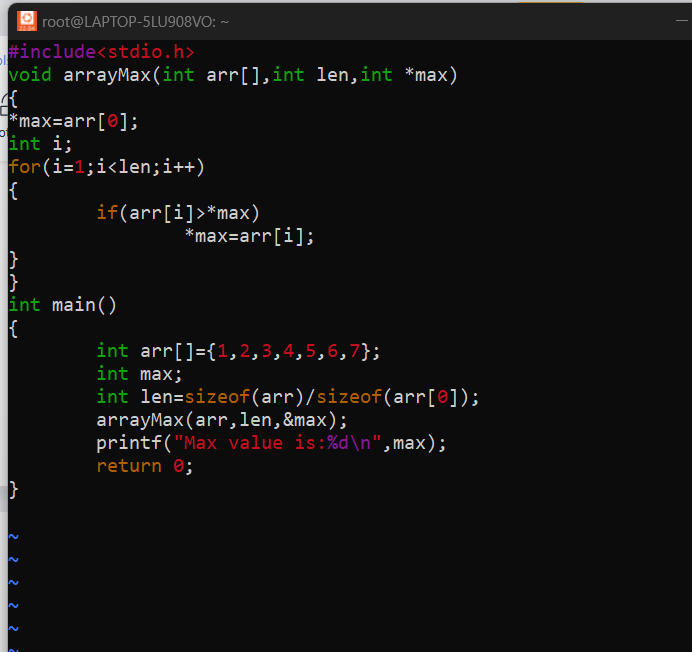 root@LAPTOP-5LU908VO: ~
#include<stdio.h>
void arrayMax(int arr[],int len,int *max)
{
*max=arr[0];
int i;
for(i=1;i<len;i++)
{
        if(arr[i]>*max)
                *max=arr[i];
}
}
int main()
{
        int arr[]={1,2,3,4,5,6,7};
        int max;
        int len=sizeof(arr)/sizeof(arr[0]);
        arrayMax(arr,len,&max);
        printf("Max value is:%d\n",max);
        return 0;
}
~
~
~
~
~
~